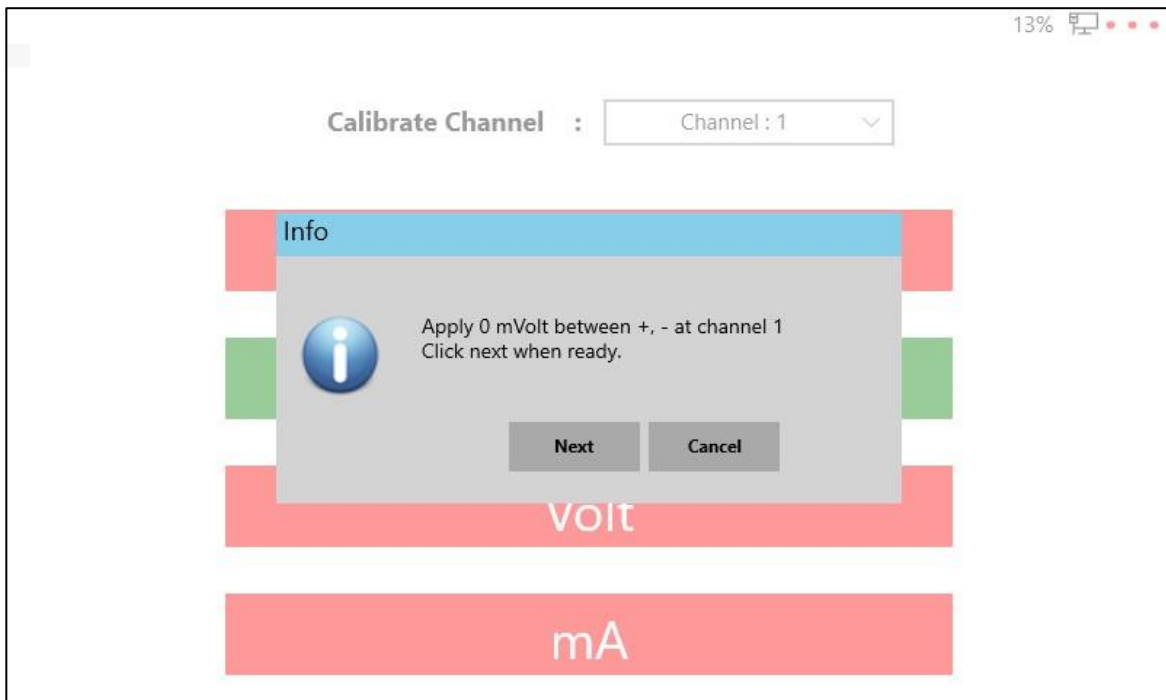 13%
Calibrate Channel : Channel : 1
Info
Apply 0 mVolt between +, - at channel 1
Click next when ready.
Next Cancel
Volt
mA